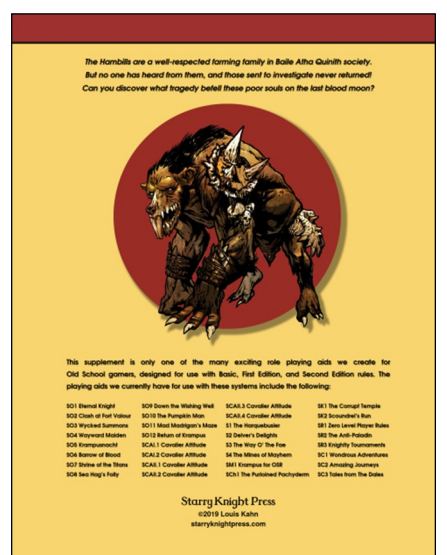 The Hambills are a well-respected farming family in Baile Atha Quinith society.
But no one has heard from them, and those sent to investigate never returned!
Can you discover what tragedy befell these poor souls on the last blood moon?
This supplement is only one of the many exciting role playing aids we create for
Old School gamers, designed for use with Basic, First Edition, and Second Edition rules. The
playing aids we currently have for use with these systems include the following:
SO1 Eternal Knight
SO2 Clash at Fort Valour
SO3 Wycked Summons
SO4 Wayward Maiden
SO5 Krampusnacht
SO6 Barrow of Blood
SO7 Shrine of the Titans
SO8 Sea Hag's Folly
SO9 Down the Wishing Well
SO10 The Pumpkin Man
SO11 Mad Madrigan's Maze
SO12 Return of Krampus
SCAI.1 Cavalier Attitude
SCAI.2 Cavalier Attitude
SCAII.1 Cavalier Attitude
SCAII.2 Cavalier Attitude
SCAII.3 Cavalier Attitude
SCAII.4 Cavalier Attitude
S1 The Harquebusier
S2 Delver's Delights
S3 The Way O' The Fae
S4 The Mines of Mayhem
SM1 Krampus for OSR
SCh1 The Purloined Pachyderm
SK1 The Corrupt Temple
SK2 Scoundrel's Run
SR1 Zero Level Player Rules
SR2 The Anti-Paladin
SR3 Knightly Tournaments
SC1 Wondrous Adventures
SC2 Amazing Journeys
SC3 Tales from The Dales
Starry Knight Press
©2019 Louis Kahn
starryknightpress.com